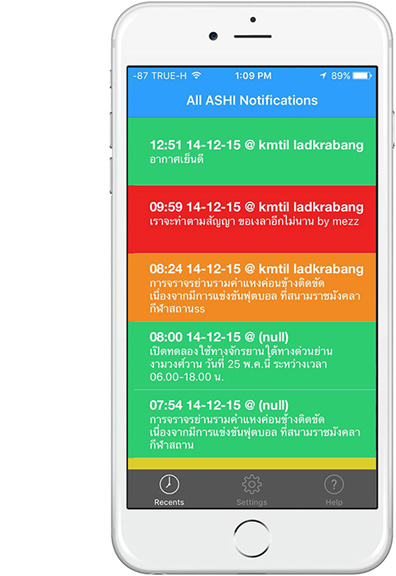 -87 TRUE-H 1:09 PM 89%
All ASHI Notifications
12:51 14-12-15 @ kmtil ladkrabang
อากาศเย็นดี
09:59 14-12-15 @ kmtil ladkrabang
เราจะทำตามสัญญา ขอเงลาอีกไม่นาน by mezz
08:24 14-12-15 @ kmtil ladkrabang
การจราจรย่านรามคำแหงค่อนข้างติดขัด
เนื่องจากมีการแข่งขันฟุตบอล ที่สนามราชมังคลา
กีฬาสถานss
08:00 14-12-15 @ (null)
เปิดทดลองใช้ทางจักรยาน ใต้ทางด่วนย่าน
งามวงศ์วาน วันที่ 25 พ.ค.นี้ ระหว่างเวลา
06.00-18.00 น.
07:54 14-12-15 @ (null)
การจราจรย่านรามคำแหงค่อนข้างติดขัด
เนื่องจากมีการแข่งขันฟุตบอล ที่สนามราชมังคลา
กีฬาสถาน
Recents Settings Help